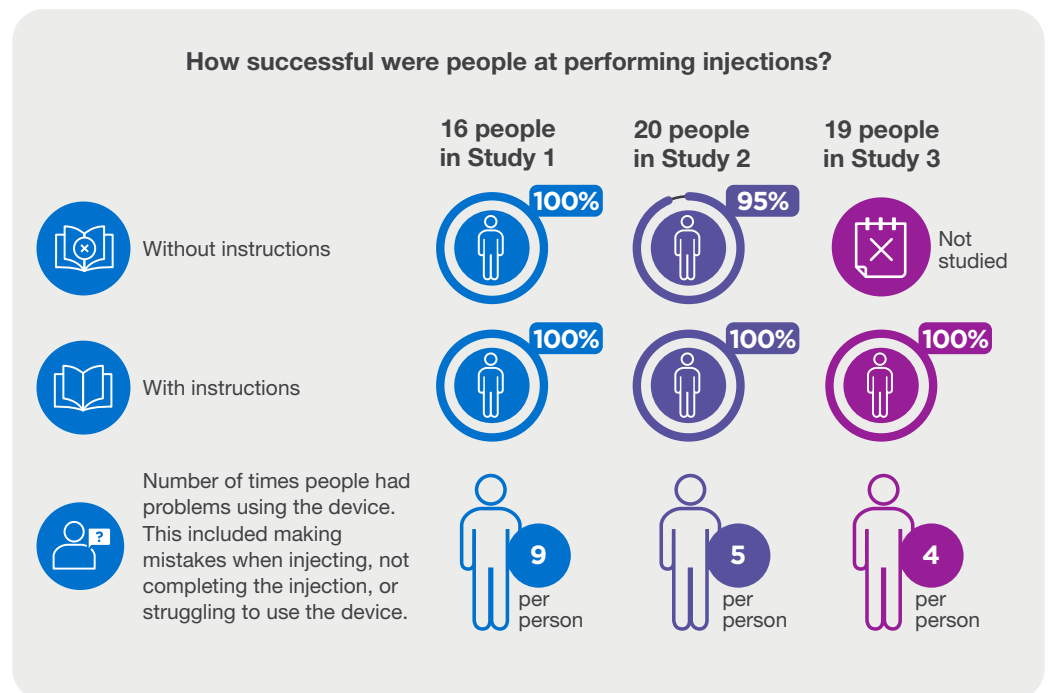 How successful were people at performing injections?
16 people
in Study 1
20 people
in Study 2
19 people
in Study 3
Without instructions
100%
95%
Not
studied
With instructions
100%
100%
100%
Number of times people had
problems using the device.
This included making
mistakes when injecting, not
completing the injection, or
struggling to use the device.
?
9
per
person
5
per
person
4
per
person